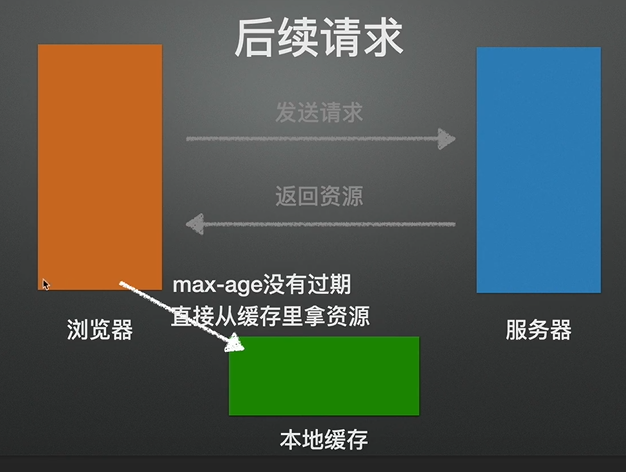 后续请求
发送请求
返回资源
max-age没有过期
直接从缓存里拿资源
浏览器
服务器
本地缓存